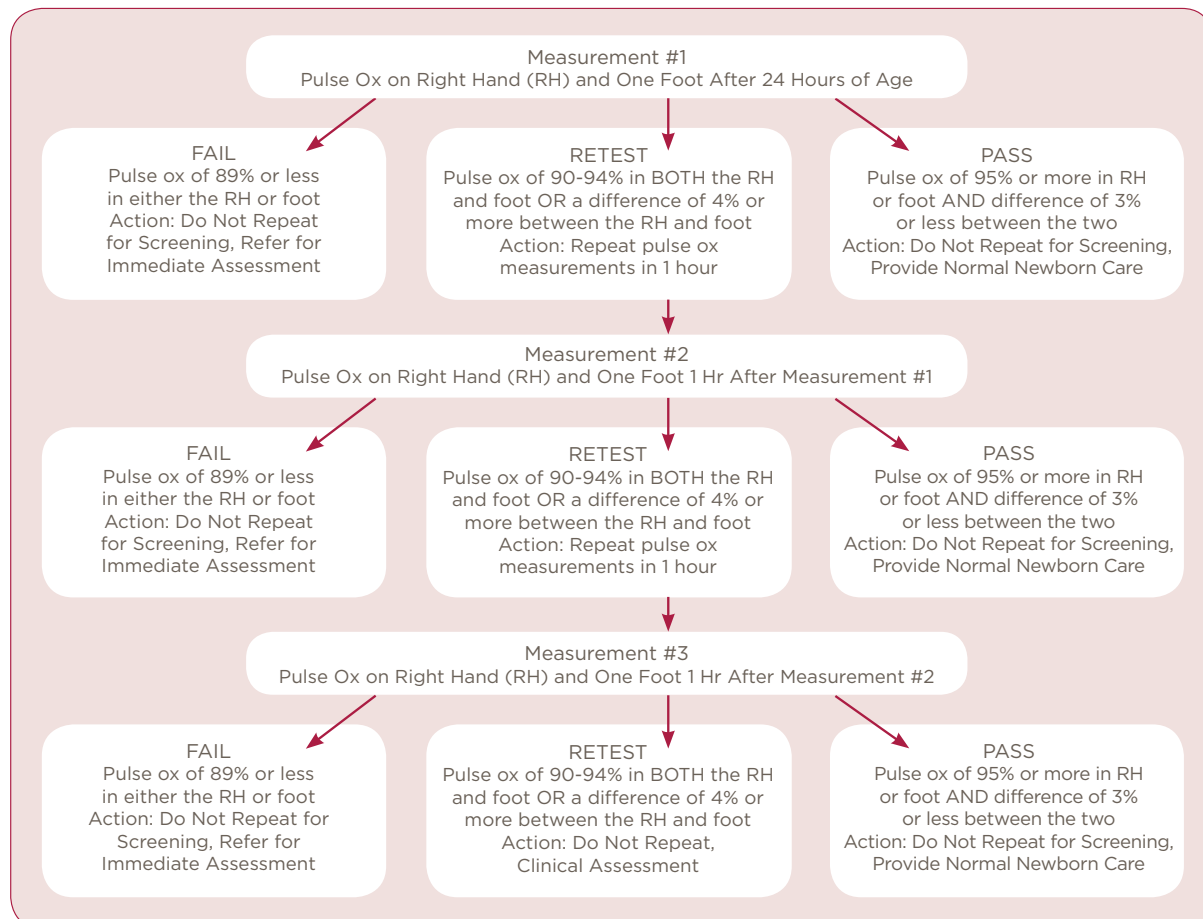 Measurement #1
Pulse Ox on Right Hand (RH) and One Foot After 24 Hours of Age
FAIL
Pulse ox of 89% or less
in either the RH or foot
Action: Do Not Repeat
for Screening, Refer for
Immediate Assessment
RETEST
Pulse ox of 90-94% in BOTH the RH
and foot OR a difference of 4% or
more between the RH and foot
Action: Repeat pulse ox
measurements in 1 hour
PASS
Pulse ox of 95% or more in RH
or foot AND difference of 3%
or less between the two
Action: Do Not Repeat for Screening,
Provide Normal Newborn Care
Measurement #2
Pulse Ox on Right Hand (RH) and One Foot 1 Hr After Measurement #1
FAIL
Pulse ox of 89% or less
in either the RH or foot
Action: Do Not Repeat
for Screening, Refer for
Immediate Assessment
RETEST
Pulse ox of 90-94% in BOTH the RH
and foot OR a difference of 4% or
more between the RH and foot
Action: Repeat pulse ox
measurements in 1 hour
PASS
Pulse ox of 95% or more in RH
or foot AND difference of 3%
or less between the two
Action: Do Not Repeat for Screening,
Provide Normal Newborn Care
Measurement #3
Pulse Ox on Right Hand (RH) and One Foot 1 Hr After Measurement #2
FAIL
Pulse ox of 89% or less
in either the RH or foot
Action: Do Not Repeat for
Screening, Refer for
Immediate Assessment
RETEST
Pulse ox of 90-94% in BOTH the RH
and foot OR a difference of 4% or
more between the RH and foot
Action: Do Not Repeat,
Clinical Assessment
PASS
Pulse ox of 95% or more in RH
or foot AND difference of 3%
or less between the two
Action: Do Not Repeat for Screening,
Provide Normal Newborn Care